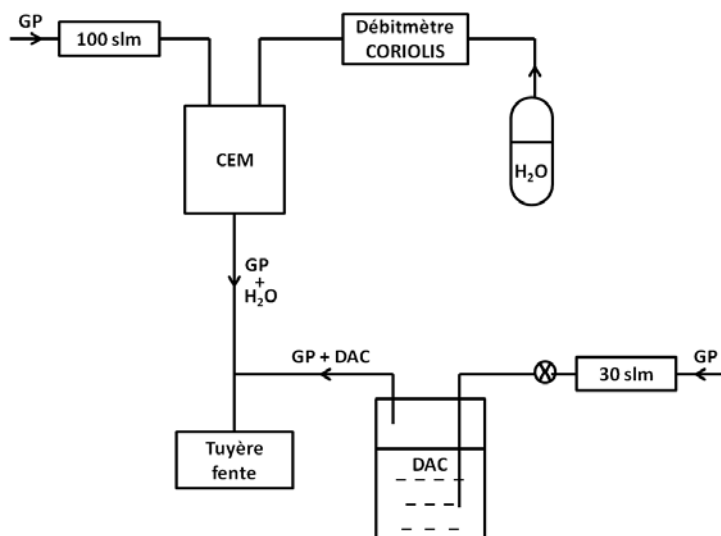 GP
100 slm
Débitmètre
CORIOLIS
CEM
H₂O
GP
+
H₂O
GP + DAC
GP
30 slm
Tuyère
fente
DAC